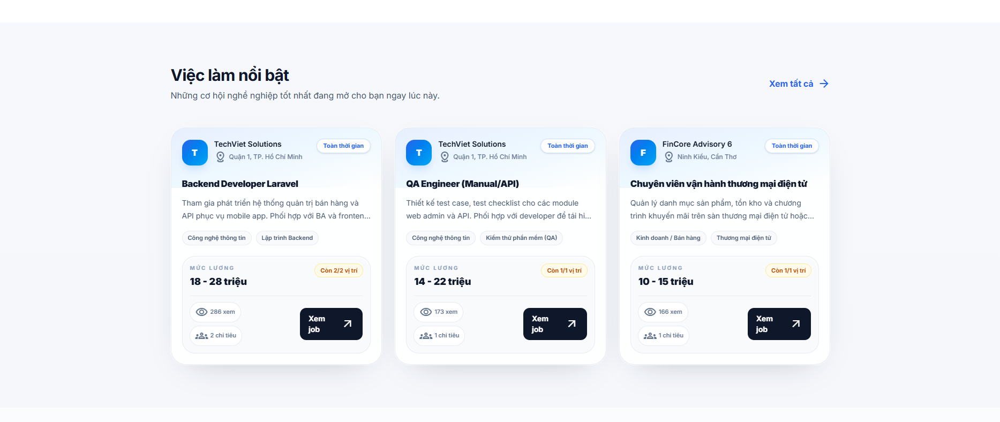 Việc làm nổi bật
Những cơ hội nghề nghiệp tốt nhất đang mở cho bạn ngay lúc này.
Xem tất cả
T
TechViet Solutions
Quận 1, TP. Hồ Chí Minh
Toàn thời gian
Backend Developer Laravel
Tham gia phát triển hệ thống quản trị bán hàng và
API phục vụ mobile app. Phối hợp với BA và fronten...
Công nghệ thông tin
Lập trình Backend
MỨC LƯƠNG
18 - 28 triệu
Còn 2/2 vị trí
286 xem
2 chỉ tiêu
Xem
job
T
TechViet Solutions
Quận 1, TP. Hồ Chí Minh
Toàn thời gian
QA Engineer (Manual/API)
Thiết kế test case, test checklist cho các module
web admin và API. Phối hợp với developer để tái hi...
Công nghệ thông tin
Kiểm thử phần mềm (QA)
MỨC LƯƠNG
14 - 22 triệu
Còn 1/1 vị trí
173 xem
1 chỉ tiêu
Xem
job
F
FinCore Advisory 6
Ninh Kiều, Cần Thơ
Toàn thời gian
Chuyên viên vận hành thương mại điện tử
Quản lý danh mục sản phẩm, tồn kho và chương
trình khuyến mãi trên sàn thương mại điện tử hoặc...
Kinh doanh / Bán hàng
Thương mại điện tử
MỨC LƯƠNG
10 - 15 triệu
Còn 1/1 vị trí
166 xem
1 chỉ tiêu
Xem
job